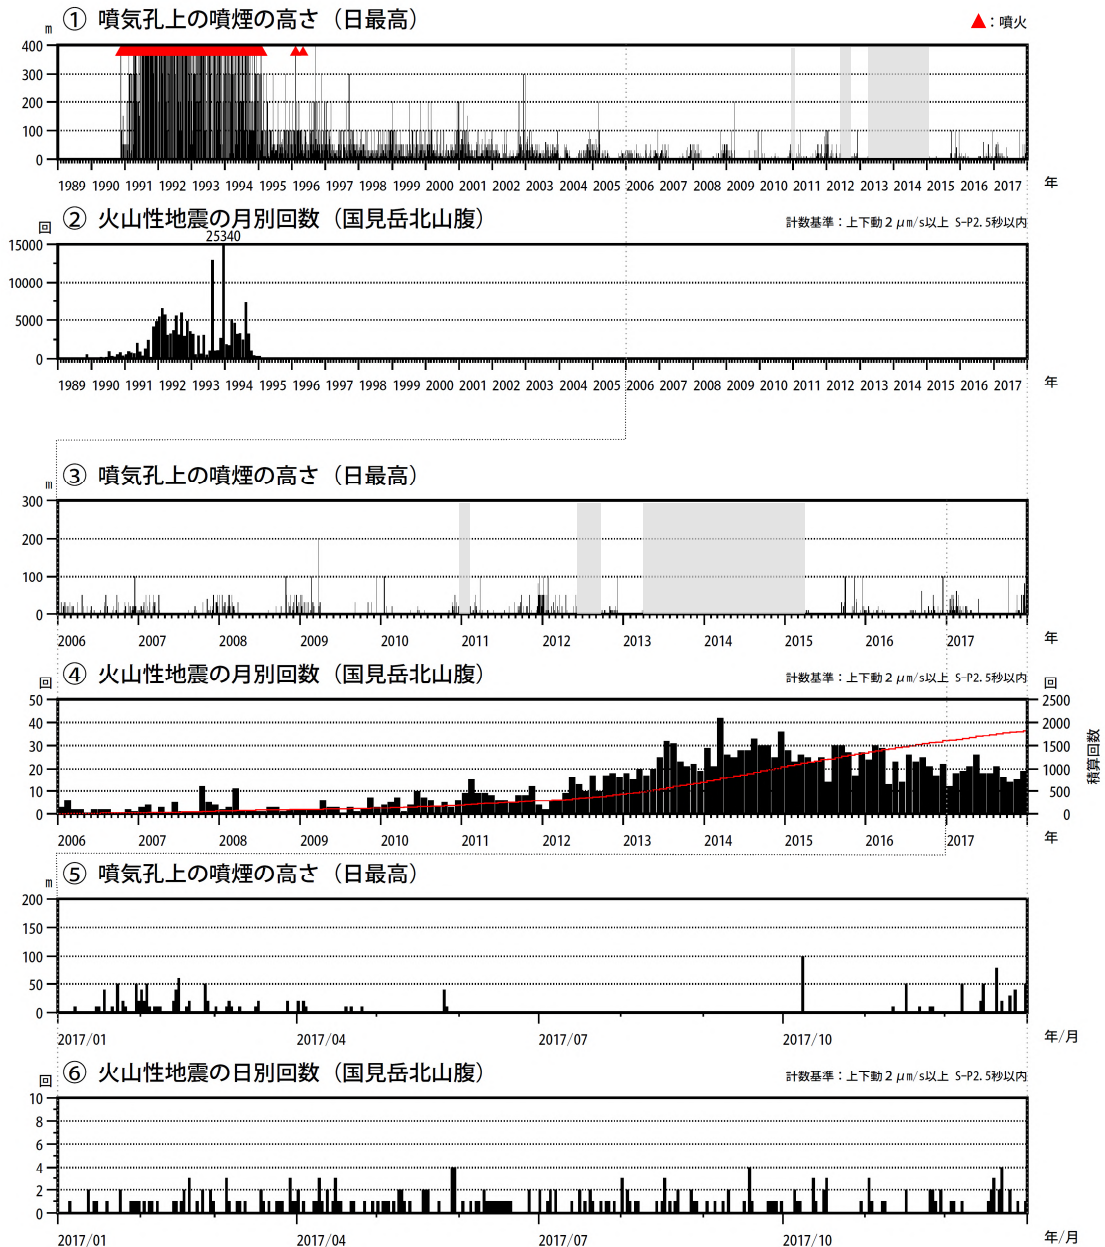 ① 噴気孔上の噴煙の高さ（日最高）
m
▲：噴火
400
300
200
100
0
1989 1990 1991 1992 1993 1994 1995 1996 1997 1998 1999 2000 2001 2002 2003 2004 2005 2006 2007 2008 2009 2010 2011 2012 2013 2014 2015 2016 2017 年
② 火山性地震の月別回数（国見岳北山腹）
回
計数基準：上下動２μm/s以上 S-P2.5秒以内
25340
15000
10000
5000
0
1989 1990 1991 1992 1993 1994 1995 1996 1997 1998 1999 2000 2001 2002 2003 2004 2005 2006 2007 2008 2009 2010 2011 2012 2013 2014 2015 2016 2017 年
③ 噴気孔上の噴煙の高さ（日最高）
m
300
200
100
0
2006 2007 2008 2009 2010 2011 2012 2013 2014 2015 2016 2017 年
④ 火山性地震の月別回数（国見岳北山腹）
回
計数基準：上下動２μm/s以上 S-P2.5秒以内 回
50 2500
40 2000
30 1500
20 1000
10 500
0 0
積算回数
2006 2007 2008 2009 2010 2011 2012 2013 2014 2015 2016 2017 年
⑤ 噴気孔上の噴煙の高さ（日最高）
m
200
150
100
50
0
2017/01 2017/04 2017/07 2017/10 年/月
⑥ 火山性地震の日別回数（国見岳北山腹）
回
計数基準：上下動２μm/s以上 S-P2.5秒以内
10
8
6
4
2
0
2017/01 2017/04 2017/07 2017/10 年/月